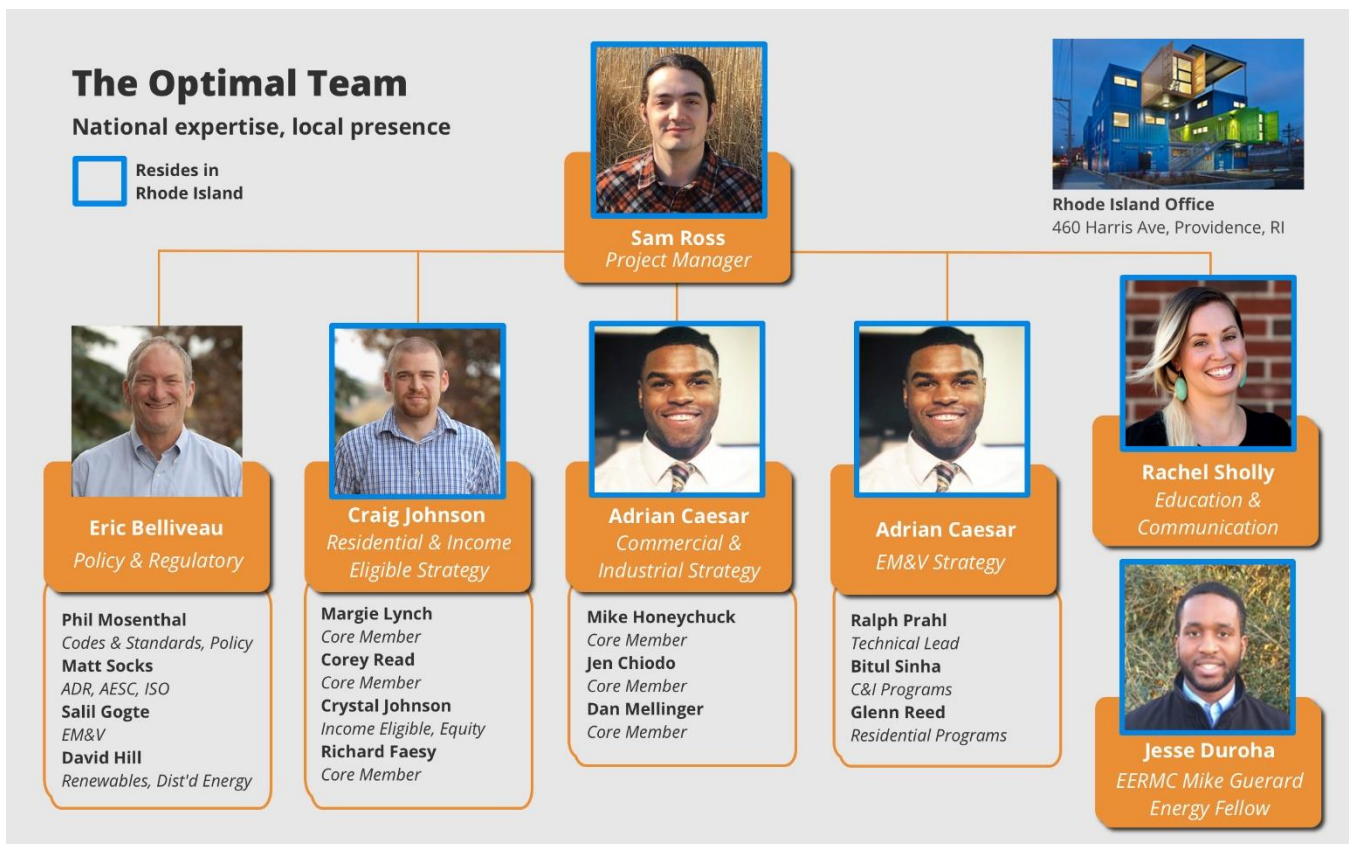 The Optimal Team
National expertise, local presence
Resides in
Rhode Island
Sam Ross
Project Manager
Rhode Island Office
460 Harris Ave, Providence, RI
Eric Belliveau
Policy & Regulatory
Phil Mosenthal
Codes & Standards, Policy
Matt Socks
ADR, AESC, ISO
Salil Gogte
EM&V
David Hill
Renewables, Dist'd Energy
Craig Johnson
Residential & Income
Eligible Strategy
Margie Lynch
Core Member
Corey Read
Core Member
Crystal Johnson
Income Eligible, Equity
Richard Faesy
Core Member
Adrian Caesar
Commercial &
Industrial Strategy
Mike Honeychuck
Core Member
Jen Chiodo
Core Member
Dan Mellinger
Core Member
Adrian Caesar
EM&V Strategy
Ralph Prahl
Technical Lead
Bitul Sinha
C&I Programs
Glenn Reed
Residential Programs
Rachel Sholly
Education &
Communication
Jesse Duroha
EERMC Mike Guerard
Energy Fellow